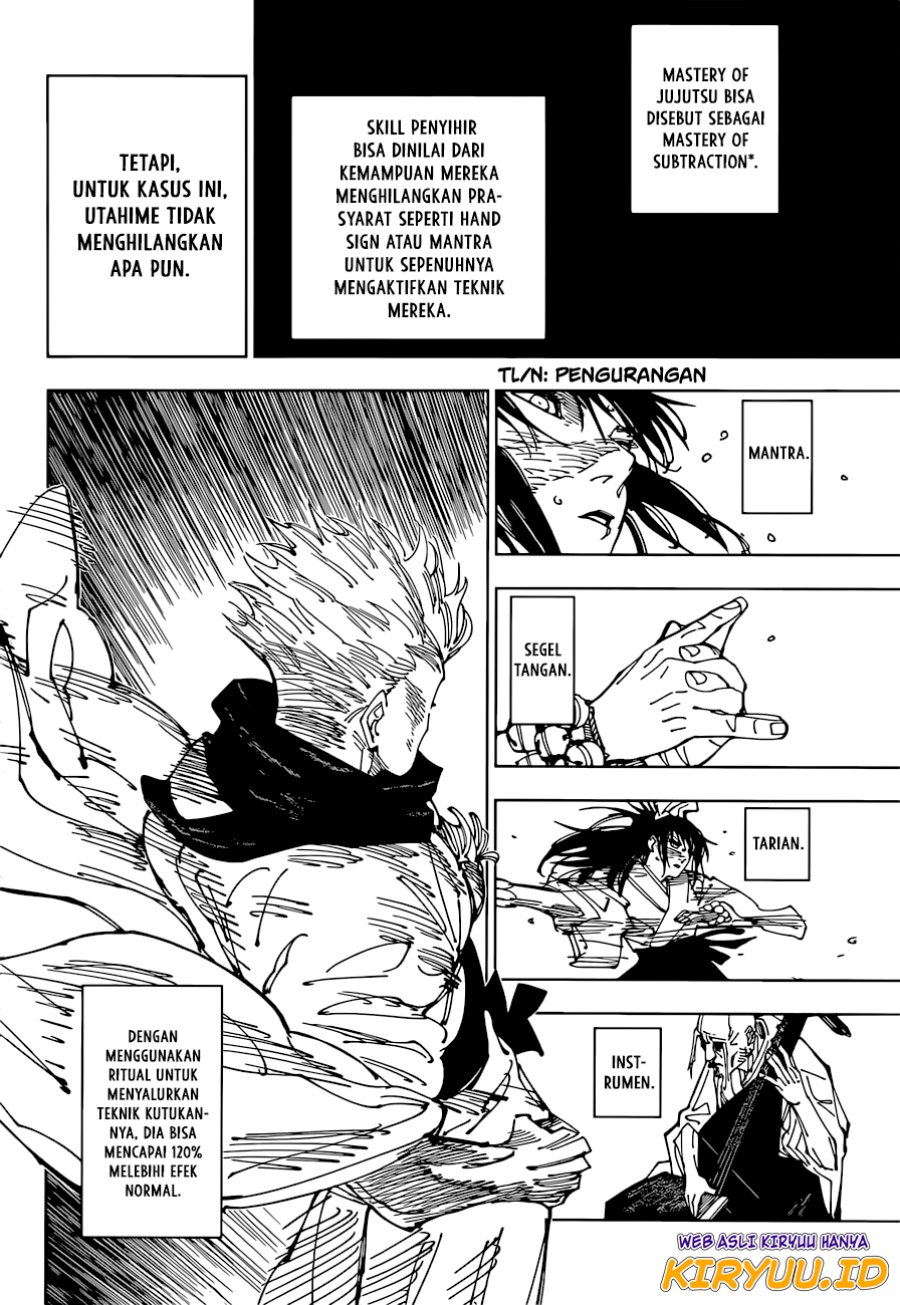 MASTERY OF
JUJUTSU BISA
DISEBUT SEBAGAI
MASTERY OF
SUBTRACTION*.
SKILL PENYIHIR
BISA DINILAI DARI
KEMAMPUAN MEREKA
MENGHILANGKAN PRA-
SYARAT SEPERTI HAND
SIGN ATAU MANTRA
UNTUK SEPENUHNYA
MENGAKTIFKAN TEKNIK
MEREKA.
TETAPI,
UNTUK KASUS INI,
UTAHIME TIDAK
MENGHILANGKAN
APA PUN.
TL/N: PENGURANGAN
MANTRA.
SEGEL
TANGAN.
TARIAN.
INST-
RUMEN.
DENGAN
MENGGUNAKAN
RITUAL UNTUK
MENYALURKAN
TEKNIK KUTUKAN-
NYA, DIA BISA
MENCAPAI 120%
MELEBIHI EFEK
NORMAL.
WEB ASLI KIRYUU HANYA
KIRYUU.ID